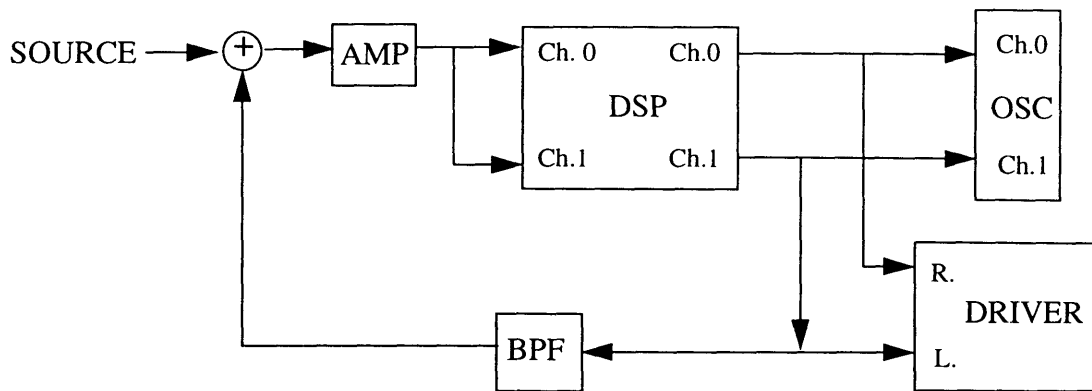 SOURCE
+
AMP
Ch. 0
Ch.0
DSP
Ch.1
Ch.1
Ch.0
OSC
Ch.1
R.
DRIVER
L.
BPF